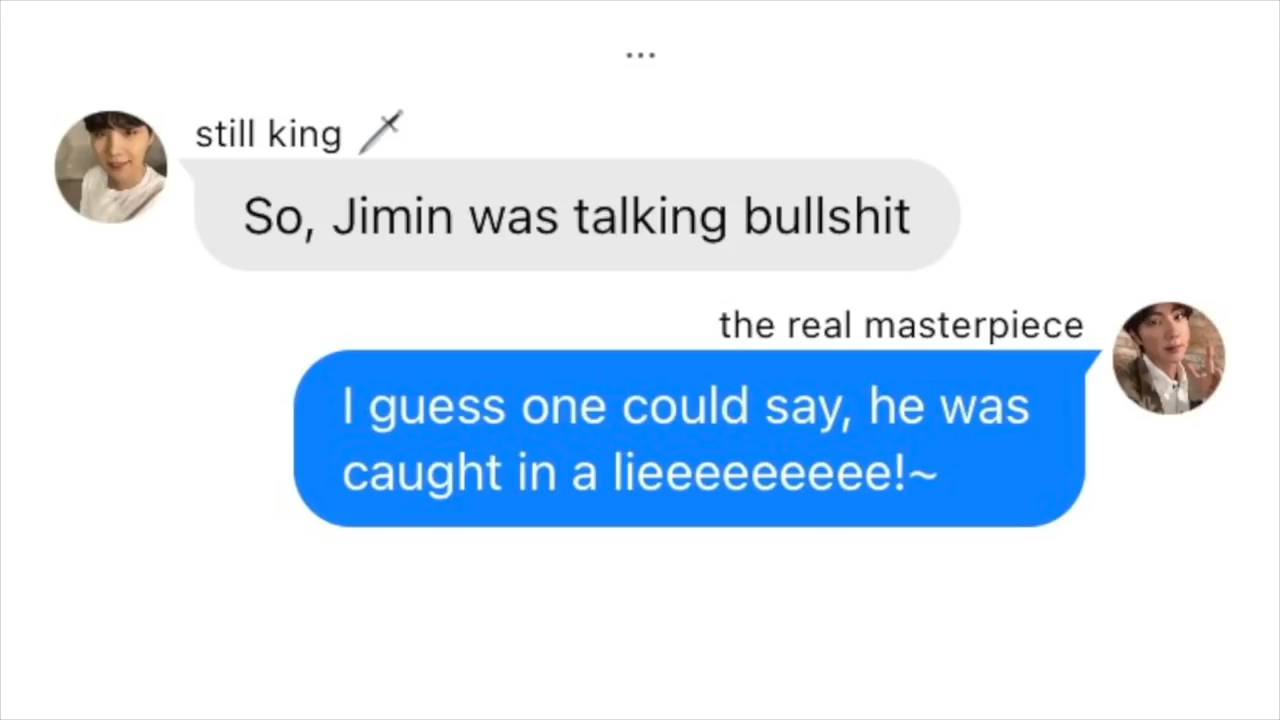 ...
still king 🗡
So, Jimin was talking bullshit
the real masterpiece
I guess one could say, he was
caught in a lieeeeeeeee!~